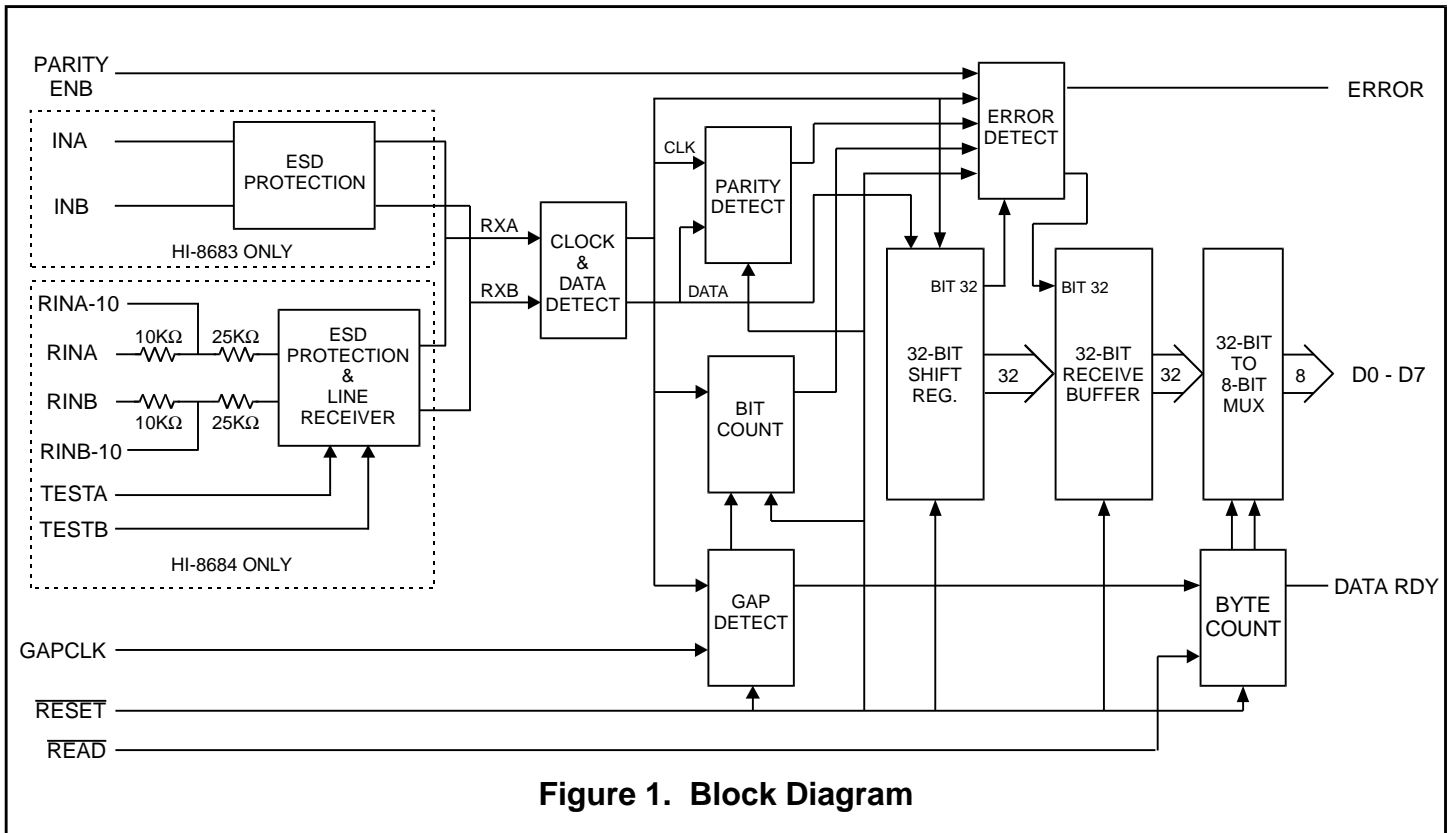 PARITY
ENB
INA
INB
ESD
PROTECTION
HI-8683 ONLY
RINA-10
10KΩ
25KΩ
RINA
RINB
10KΩ
25KΩ
RINB-10
ESD
PROTECTION
&
LINE
RECEIVER
TESTA
TESTB
HI-8684 ONLY
GAPCLK
RESET
READ
RXA
RXB
CLOCK
&
DATA
DETECT
CLK
DATA
PARITY
DETECT
BIT
COUNT
GAP
DETECT
ERROR
DETECT
ERROR
BIT 32
32-BIT
SHIFT
REG.
32
BIT 32
32-BIT
RECEIVE
BUFFER
32
32-BIT
TO
8-BIT
MUX
8
D0 - D7
BYTE
COUNT
DATA RDY
Figure 1. Block Diagram